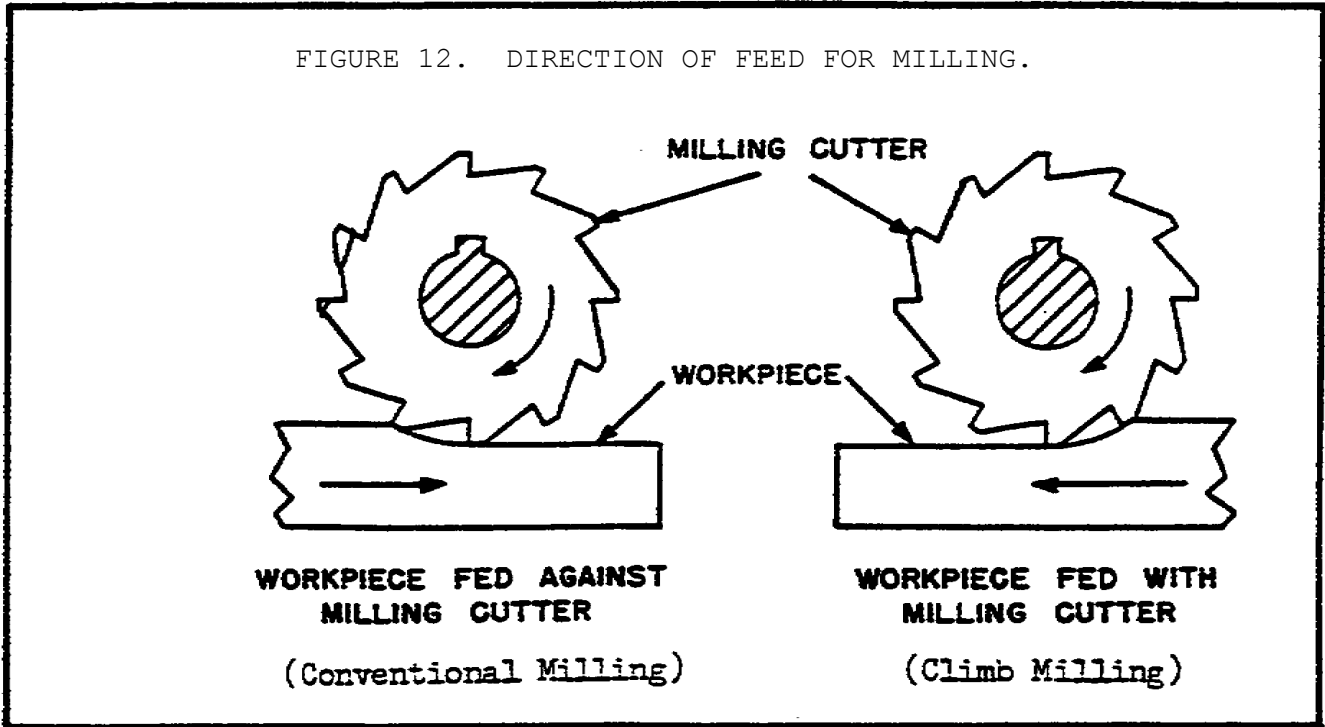 FIGURE 12. DIRECTION OF FEED FOR MILLING.
MILLING CUTTER
WORKPIECE
WORKPIECE FED AGAINST
MILLING CUTTER
(Conventional Milling)
WORKPIECE FED WITH
MILLING CUTTER
(Climb Milling)